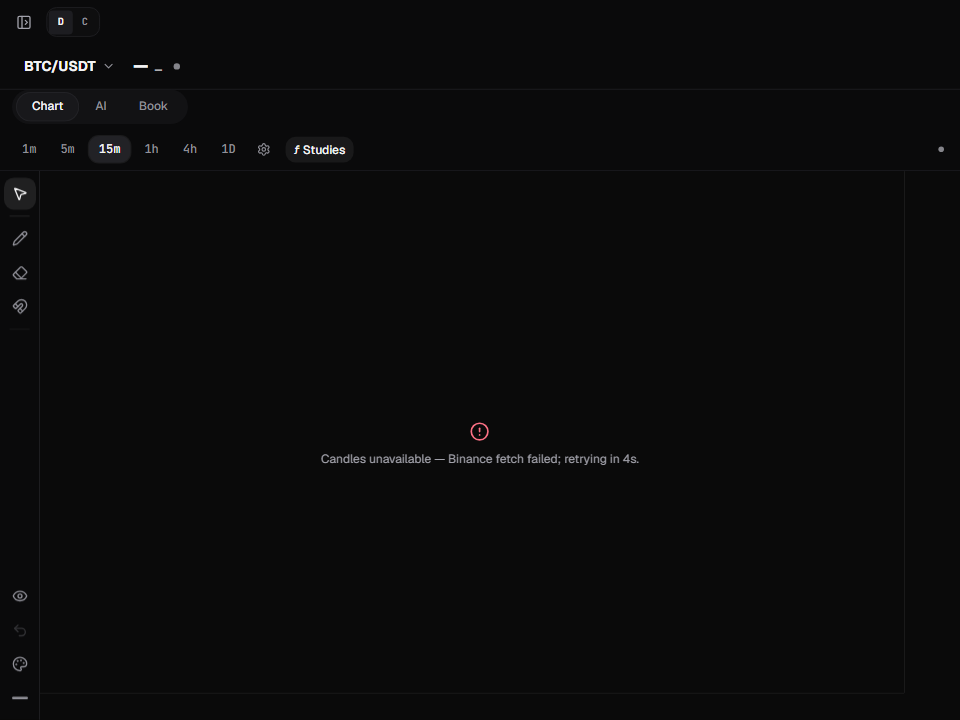 D C
BTC/USDT — _
Chart AI Book
1m 5m 15m 1h 4h 1D f Studies
Candles unavailable — Binance fetch failed; retrying in 4s.